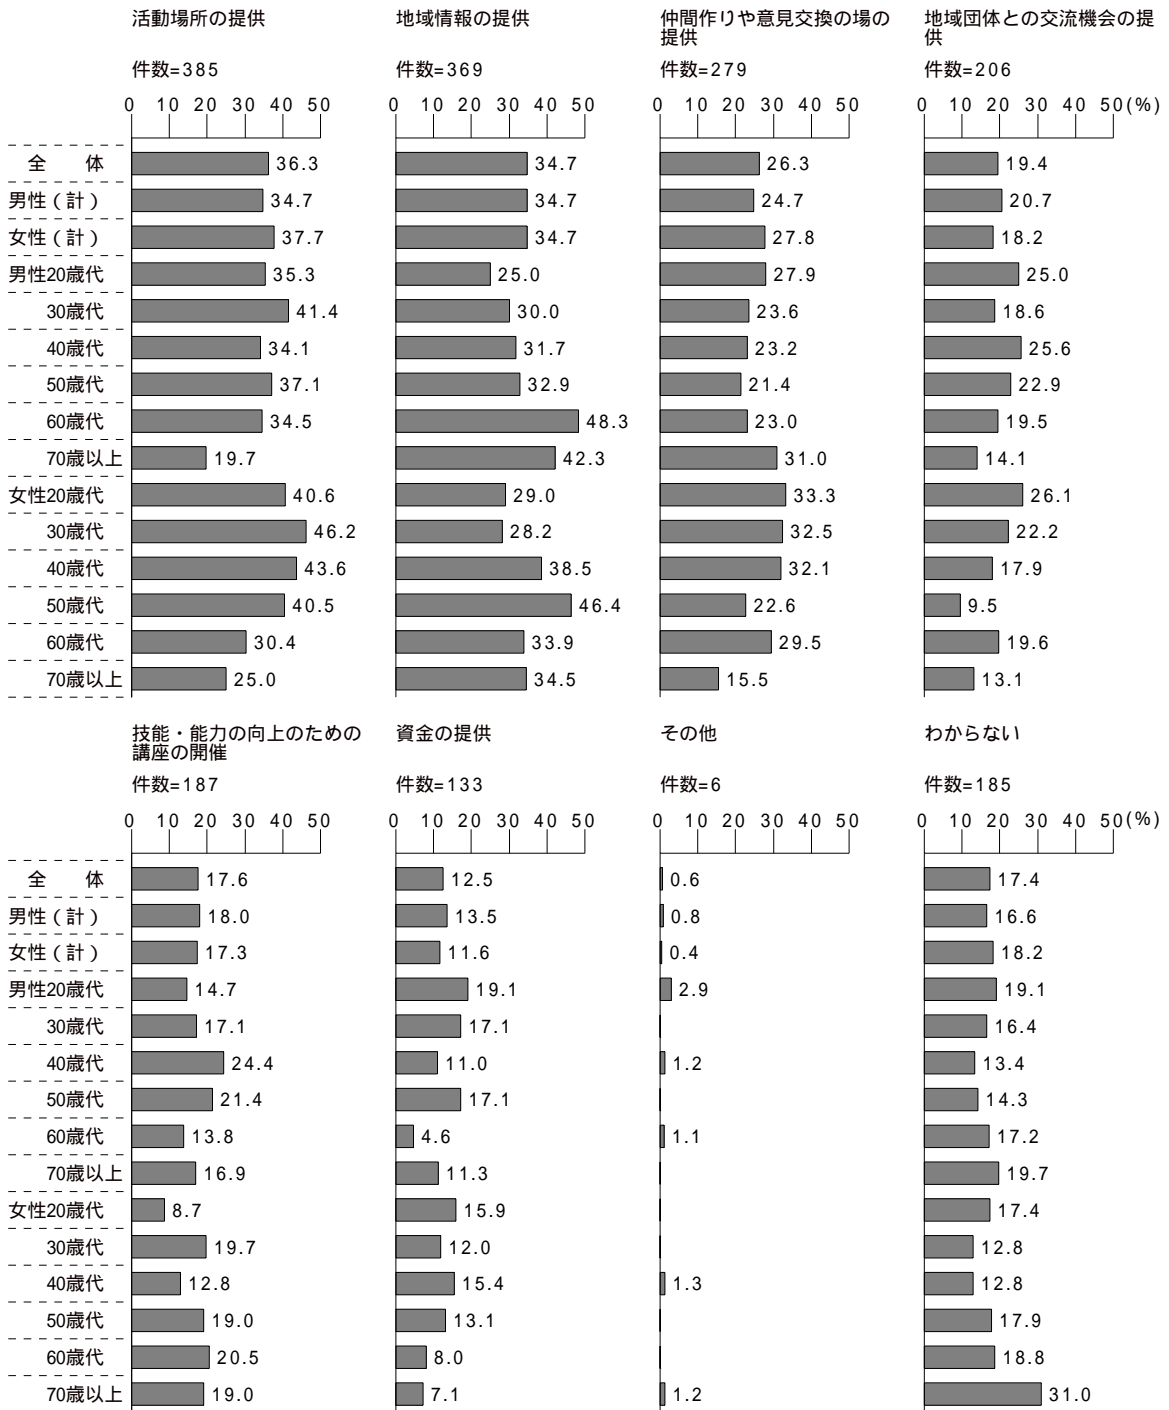 活動場所の提供 地域情報の提供 仲間作りや意見交換の場の 地域団体との交流機会の提
提供 供
件数=385 件数=369 件数=279 件数=206
0 10 20 30 40 50 0 10 20 30 40 50 0 10 20 30 40 50 0 10 20 30 40 50(%)
全 体 36.3 34.7 26.3 19.4
男性（計） 34.7 34.7 24.7 20.7
女性（計） 37.7 34.7 27.8 18.2
男性20歳代 35.3 25.0 27.9 25.0
30歳代 41.4 30.0 23.6 18.6
40歳代 34.1 31.7 23.2 25.6
50歳代 37.1 32.9 21.4 22.9
60歳代 34.5 48.3 23.0 19.5
70歳以上 19.7 42.3 31.0 14.1
女性20歳代 40.6 29.0 33.3 26.1
30歳代 46.2 28.2 32.5 22.2
40歳代 43.6 38.5 32.1 17.9
50歳代 40.5 46.4 22.6 9.5
60歳代 30.4 33.9 29.5 19.6
70歳以上 25.0 34.5 15.5 13.1
技能・能力の向上のための 資金の提供 その他 わからない
講座の開催
件数=187 件数=133 件数=6 件数=185
0 10 20 30 40 50 0 10 20 30 40 50 0 10 20 30 40 50 0 10 20 30 40 50(%)
全 体 17.6 12.5 0.6 17.4
男性（計） 18.0 13.5 0.8 16.6
女性（計） 17.3 11.6 0.4 18.2
男性20歳代 14.7 19.1 2.9 19.1
30歳代 17.1 17.1 16.4
40歳代 24.4 11.0 1.2 13.4
50歳代 21.4 17.1 14.3
60歳代 13.8 4.6 1.1 17.2
70歳以上 16.9 11.3 19.7
女性20歳代 8.7 15.9 17.4
30歳代 19.7 12.0 12.8
40歳代 12.8 15.4 1.3 12.8
50歳代 19.0 13.1 17.9
60歳代 20.5 8.0 18.8
70歳以上 19.0 7.1 1.2 31.0